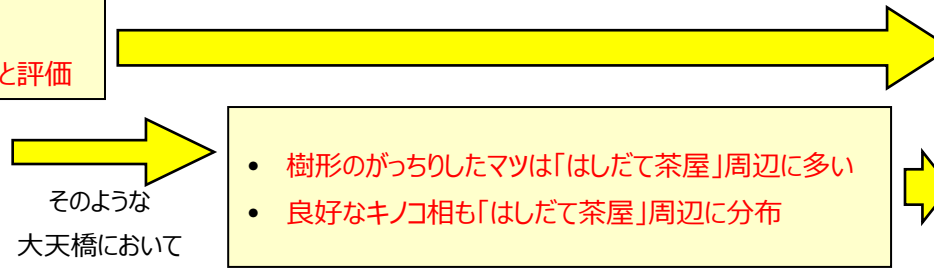 と評価
そのような
大天橋において
• 樹形のがっちりしたマツは「はしだて茶屋」周辺に多い
• 良好なキノコ相も「はしだて茶屋」周辺に分布